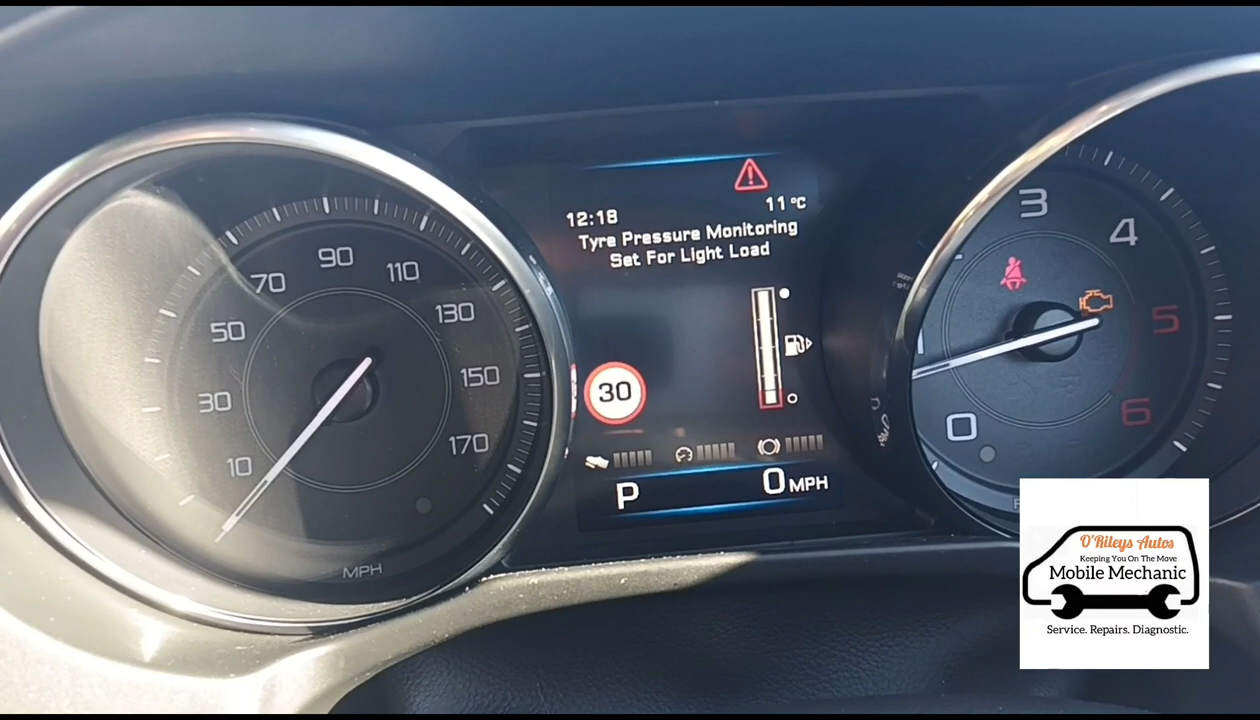 12:18
11°C
Tyre Pressure Monitoring
Set For Light Load
30
P
0 MPH
10
30
50
70
90
110
130
150
170
MPH
0
1
3
4
5
6
O'Rileys Autos
Keeping You On The Move
Mobile Mechanic
Service. Repairs. Diagnostic.